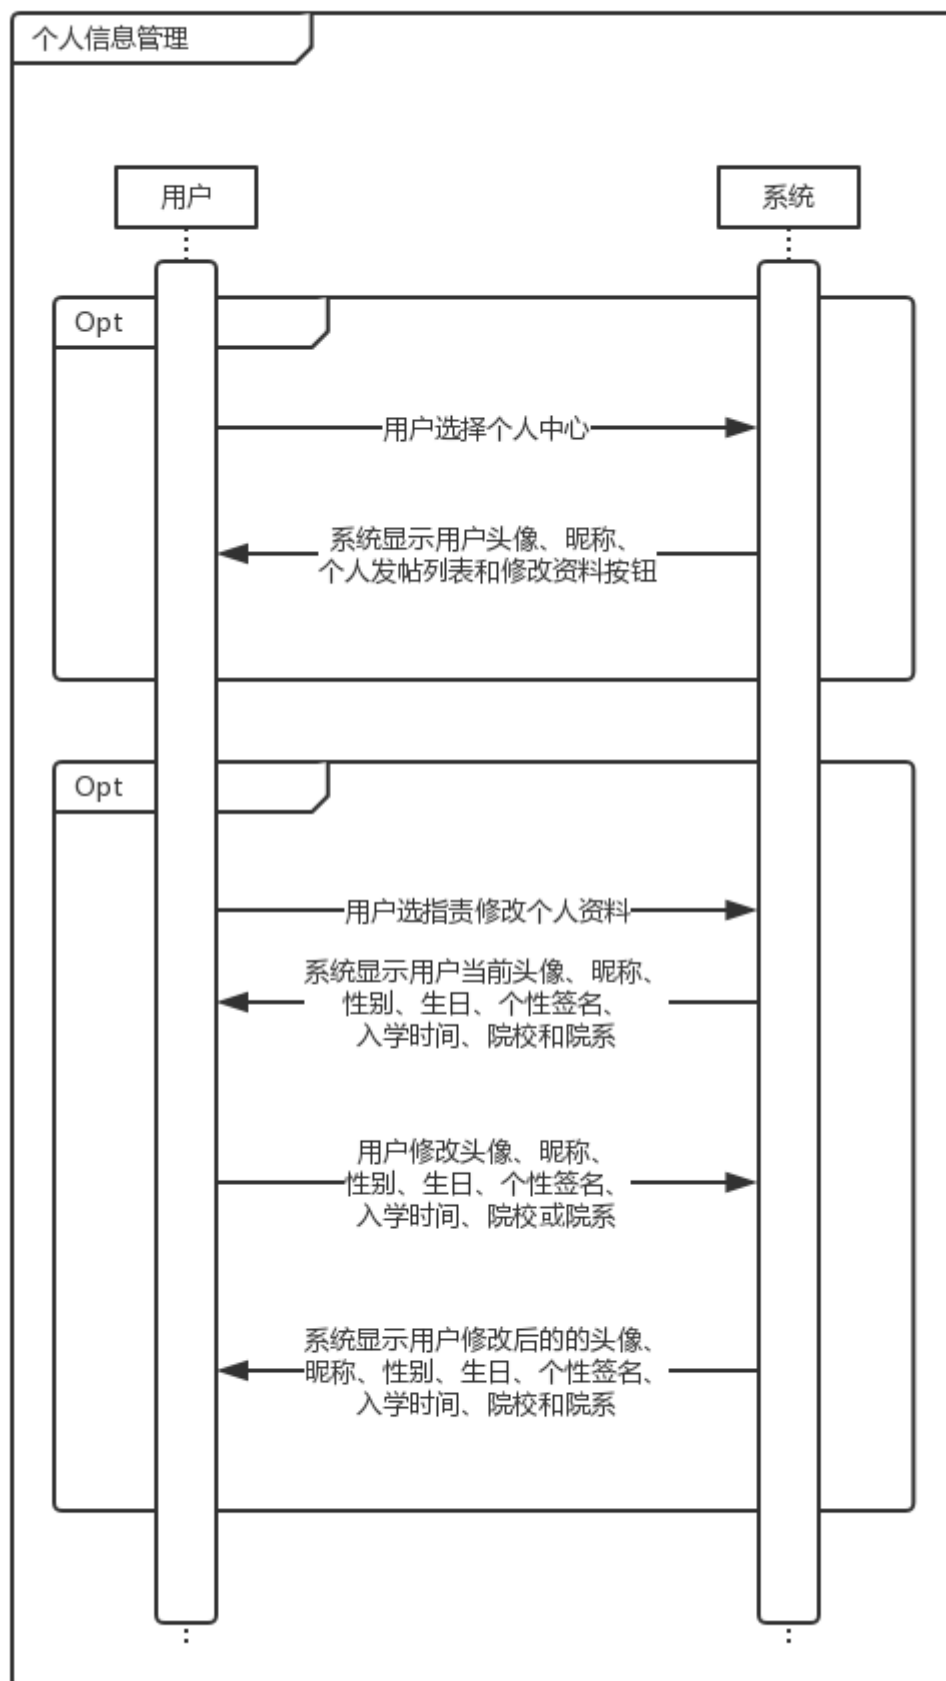 个人信息管理
用户
系统
Opt
用户选择个人中心
系统显示用户头像、昵称、
个人发帖列表和修改资料按钮
Opt
用户选指责修改个人资料
系统显示用户当前头像、昵称、
性别、生日、个性签名、
入学时间、院校和院系
用户修改头像、昵称、
性别、生日、个性签名、
入学时间、院校或院系
系统显示用户修改后的的头像、
昵称、性别、生日、个性签名、
入学时间、院校和院系